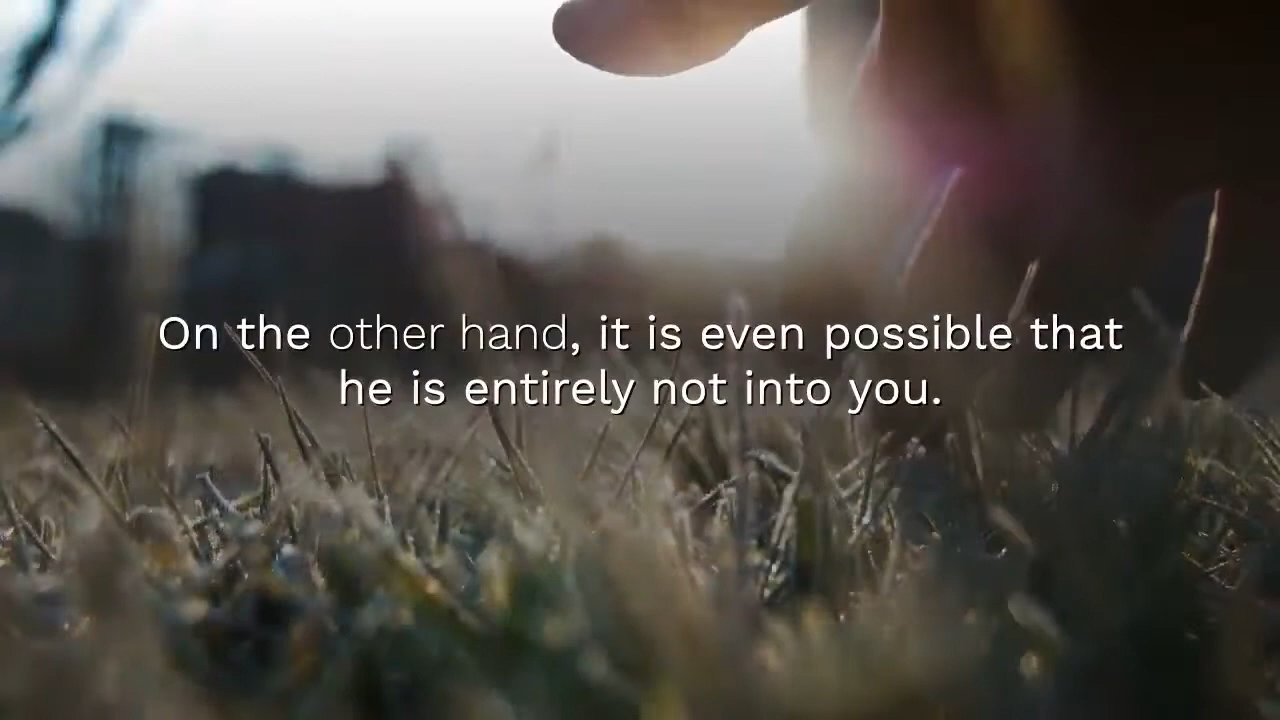 On the other hand, it is even possible that
he is entirely not into you.